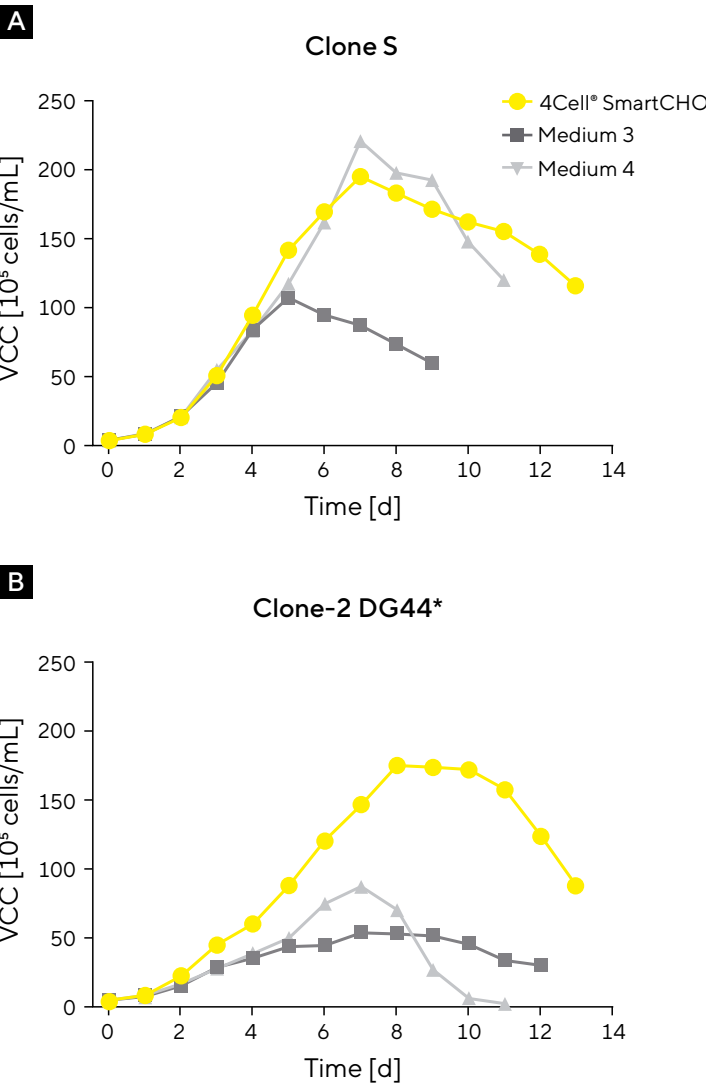 A
Clone S
250
200
150
100
50
0
VCC [10⁵ cells/mL]
4Cell® SmartCHO
Medium 3
Medium 4
0 2 4 6 8 10 12 14
Time [d]
B
Clone-2 DG44*
250
200
150
100
50
0
VCC [10⁵ cells/mL]
0 2 4 6 8 10 12 14
Time [d]